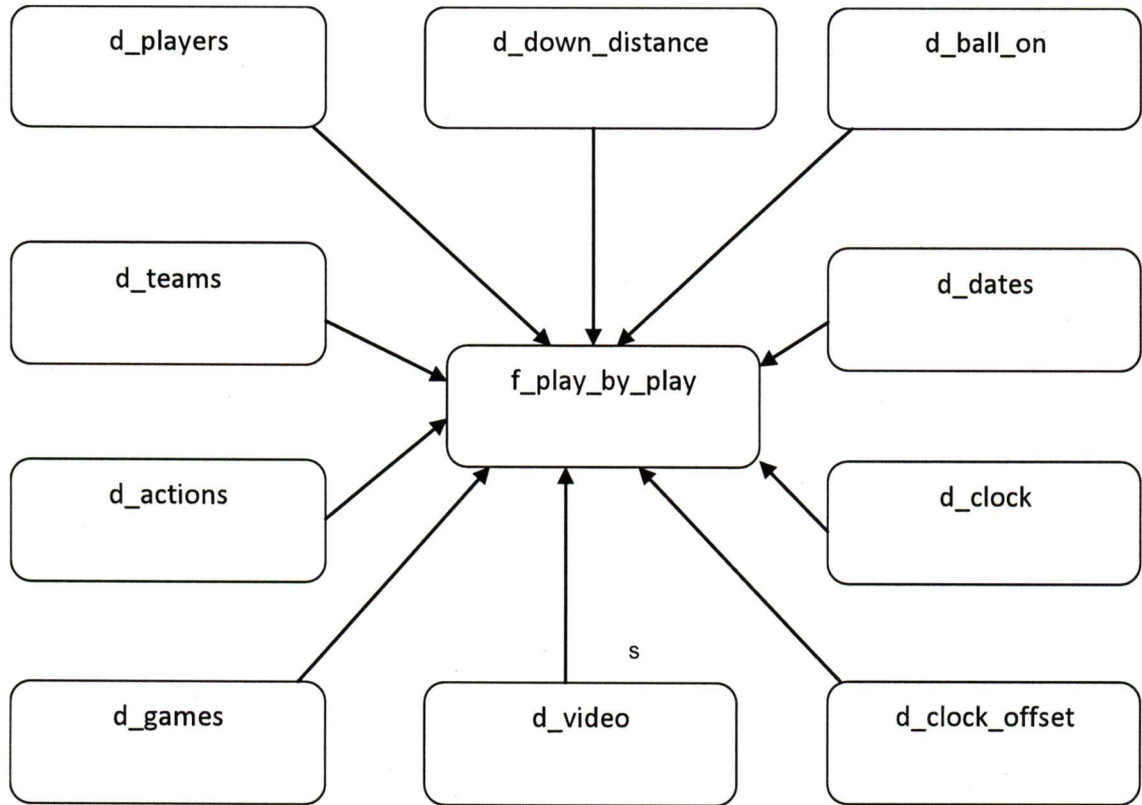 d_players
d_down_distance
d_ball_on
d_teams
d_dates
f_play_by_play
d_actions
d_clock
s
d_games
d_video
d_clock_offset